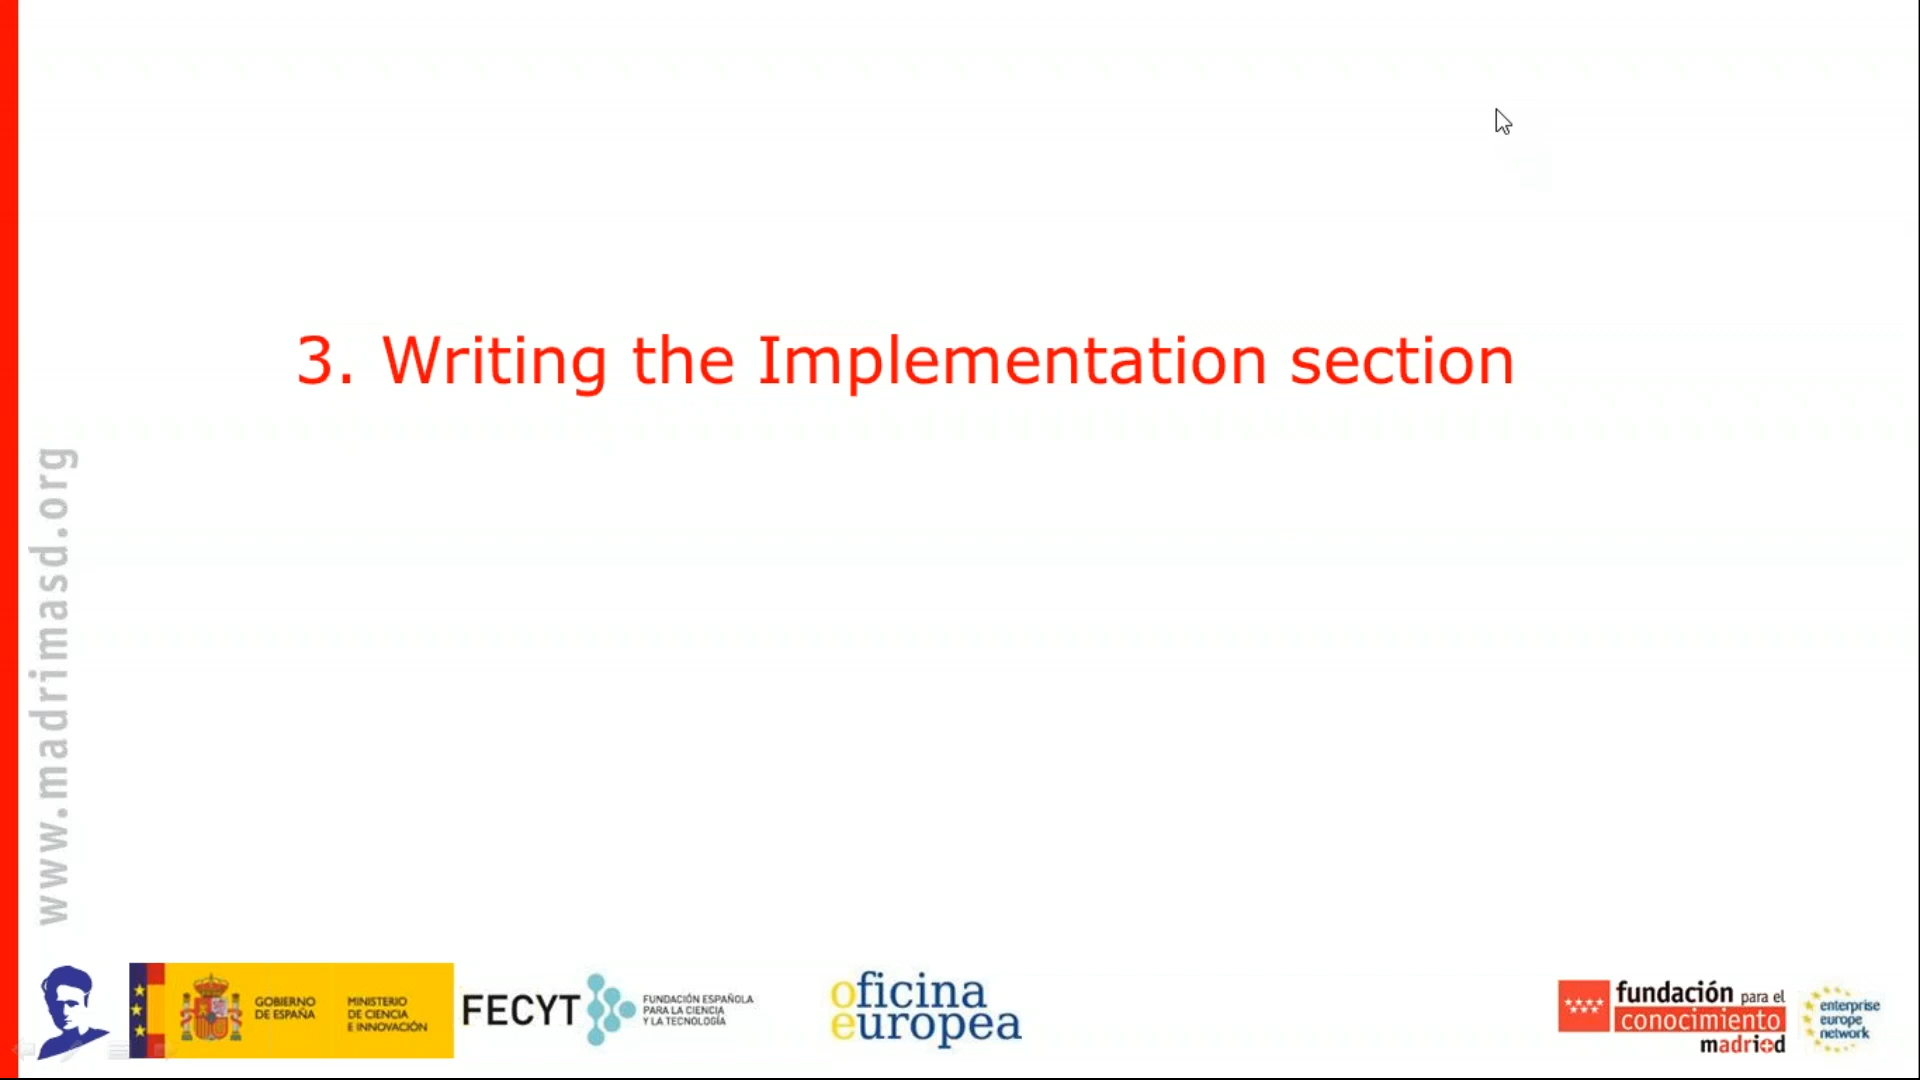 3. Writing the Implementation section
www.madrimasd.org
GOBIERNO
DE ESPAÑA
MINISTERIO
DE CIENCIA
E INNOVACIÓN
FECYT
FUNDACIÓN ESPAÑOLA
PARA LA CIENCIA
Y LA TECNOLOGÍA
oficina
europea
fundación para el
conocimiento
madri+d
enterprise
europe
network